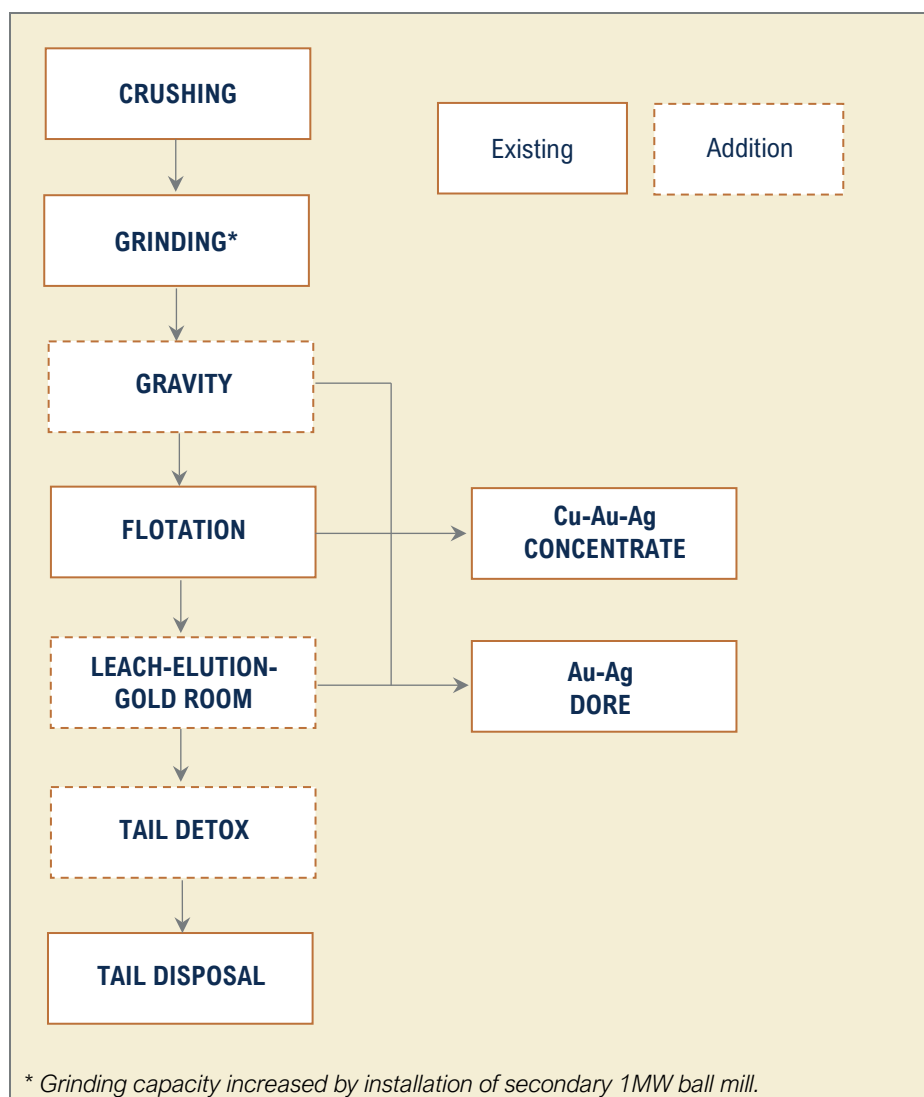 CRUSHING
Existing
Addition
GRINDING*
GRAVITY
FLOTATION
Cu-Au-Ag
CONCENTRATE
LEACH-ELUTION-
GOLD ROOM
Au-Ag
DORE
TAIL DETOX
TAIL DISPOSAL
* Grinding capacity increased by installation of secondary 1MW ball mill.